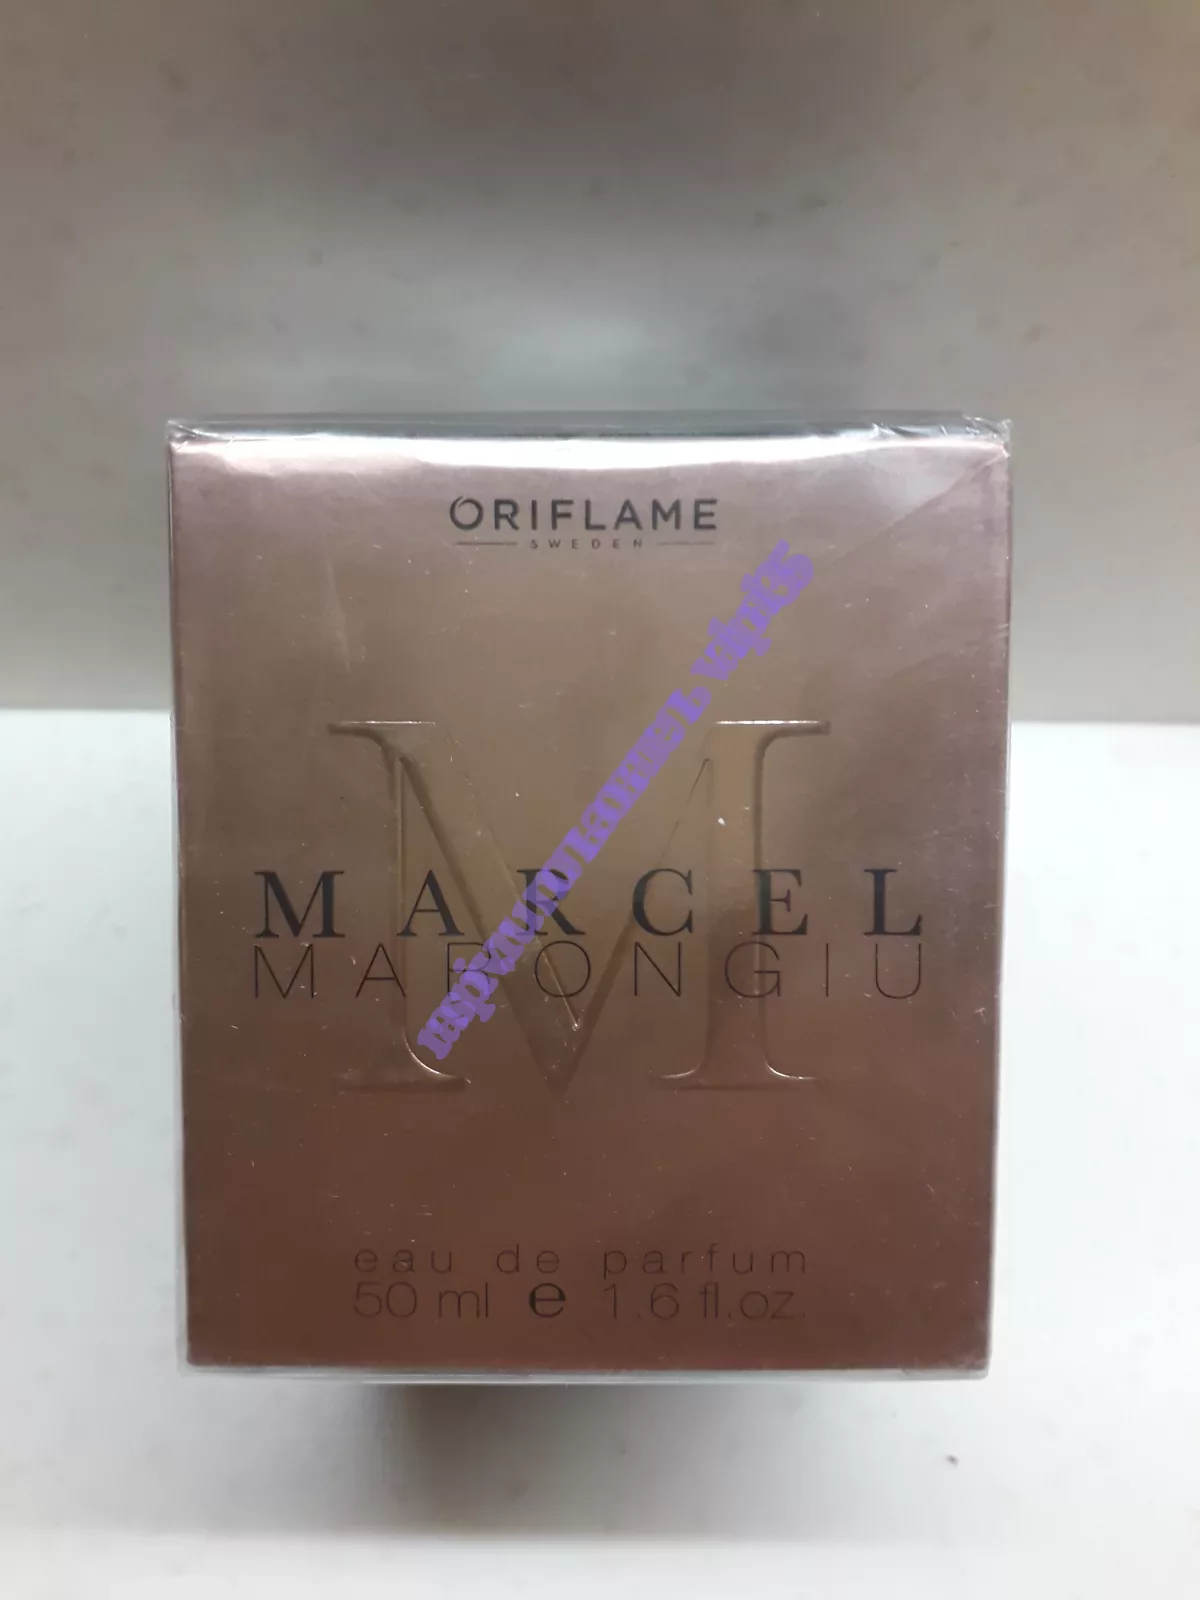 ORIFLAME
SWEDEN
MARCEL
MARONGIU
eau de parfum
50 ml e 1.6 fl.oz.